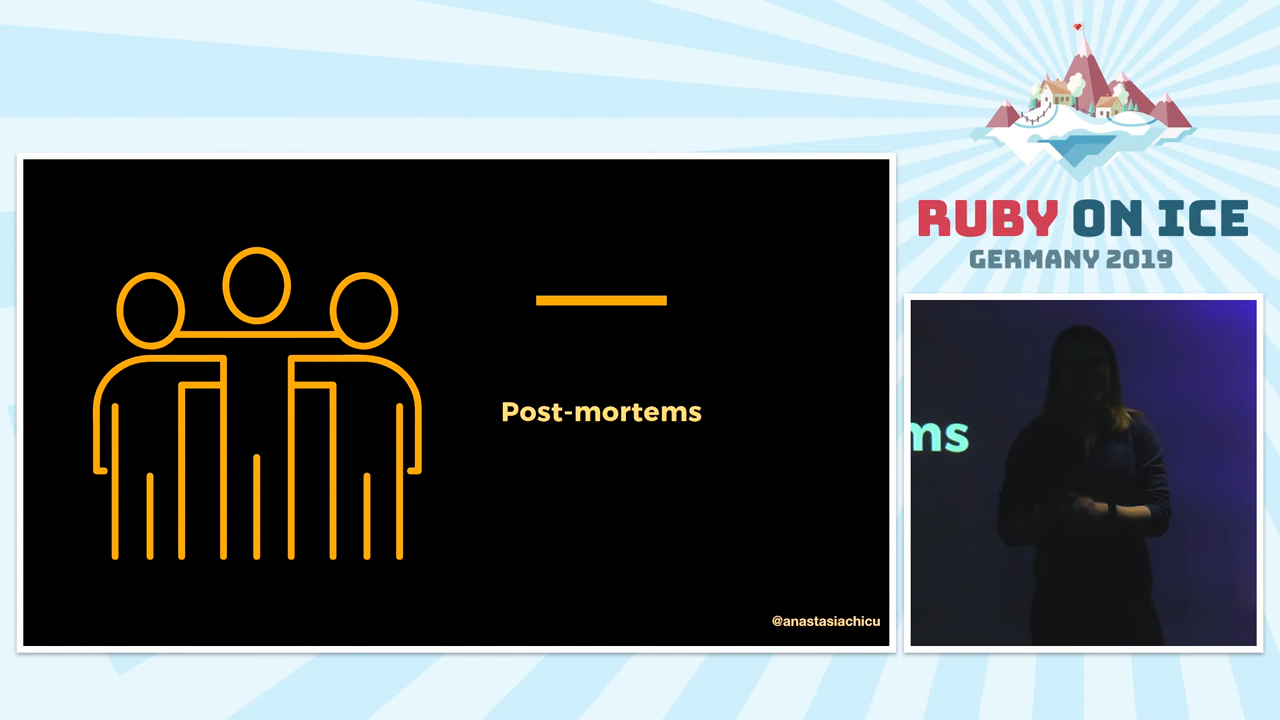 RUBY ON ICE
GERMANY 2019
Post-mortems
@anastasiachicu
ms